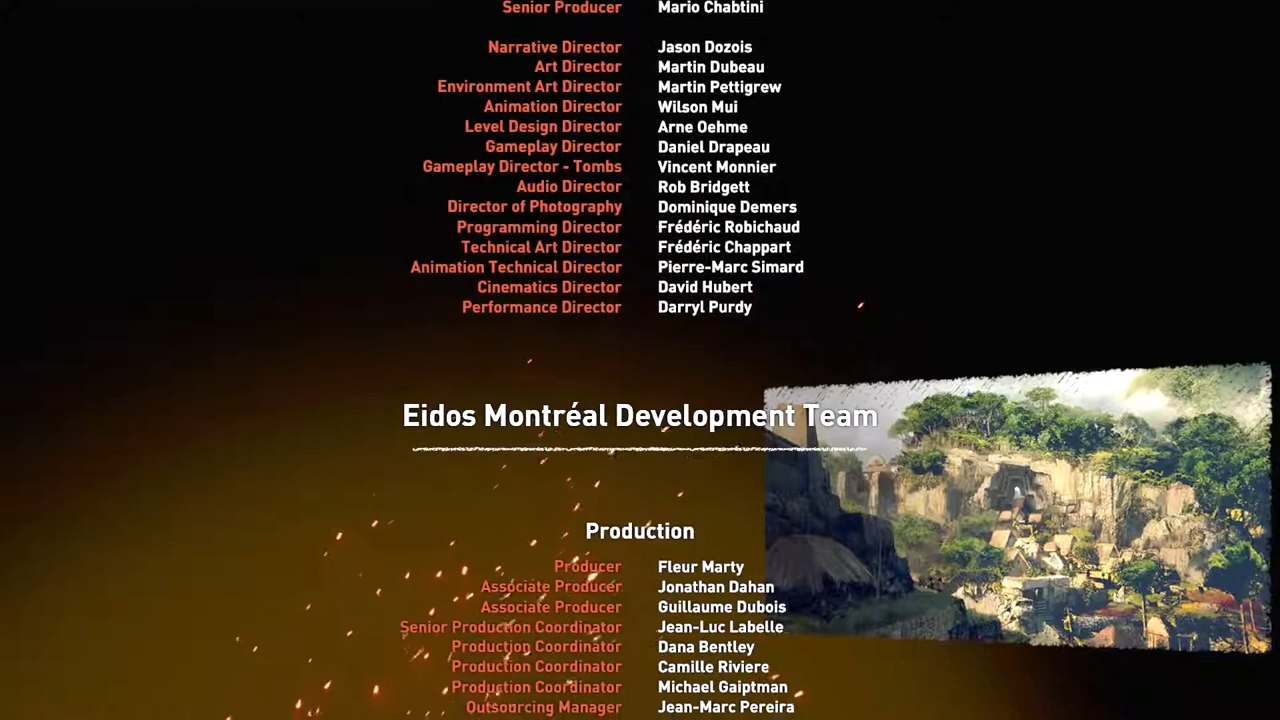 Senior Producer Mario Chabtini
Narrative Director Jason Dozois
Art Director Martin Dubeau
Environment Art Director Martin Pettigrew
Animation Director Wilson Mui
Level Design Director Arne Oehme
Gameplay Director Daniel Drapeau
Gameplay Director - Tombs Vincent Monnier
Audio Director Rob Bridgett
Director of Photography Dominique Demers
Programming Director Frédéric Robichaud
Technical Art Director Frédéric Chappart
Animation Technical Director Pierre-Marc Simard
Cinematics Director David Hubert
Performance Director Darryl Purdy
Eidos Montréal Development Team
Production
Producer Fleur Marty
Associate Producer Jonathan Dahan
Associate Producer Guillaume Dubois
Senior Production Coordinator Jean-Luc Labelle
Production Coordinator Dana Bentley
Production Coordinator Camille Riviere
Production Coordinator Michael Gaiptman
Outsourcing Manager Jean-Marc Pereira